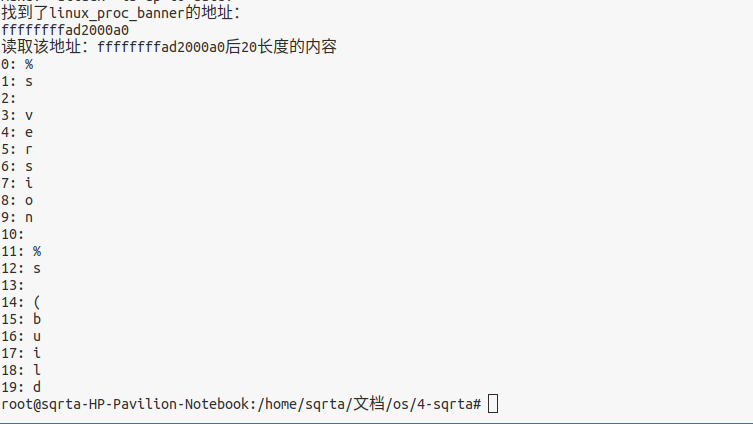 找到了linux_proc_banner的地址：
ffffffffad2000a0
读取该地址：ffffffffad2000a0后20长度的内容
0: %
1: s
2:
3: v
4: e
5: r
6: s
7: i
8: o
9: n
10:
11: %
12: s
13:
14: (
15: b
16: u
17: i
18: l
19: d
root@sqrta-HP-Pavilion-Notebook:/home/sqrta/文档/os/4-sqrta#